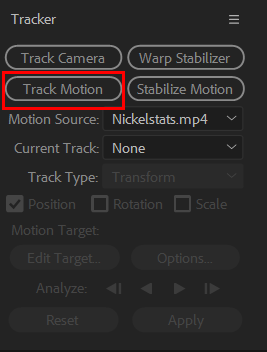 Tracker
Track Camera Warp Stabilizer
Track Motion Stabilize Motion
Motion Source: Nickelstats.mp4
Current Track: None
Track Type: Transform
Position Rotation Scale
Motion Target:
Edit Target... Options...
Analyze:
Reset Apply